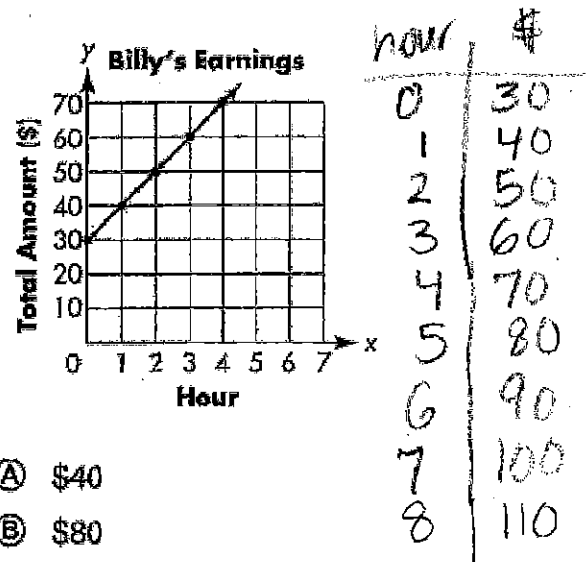 y
Billy's Earnings
Total Amount ($)
70
60
50
40
30
20
10
0 1 2 3 4 5 6 7 x
Hour
hour $
0 30
1 40
2 50
3 60
4 70
5 80
6 90
7 100
8 110
A $40
B $80